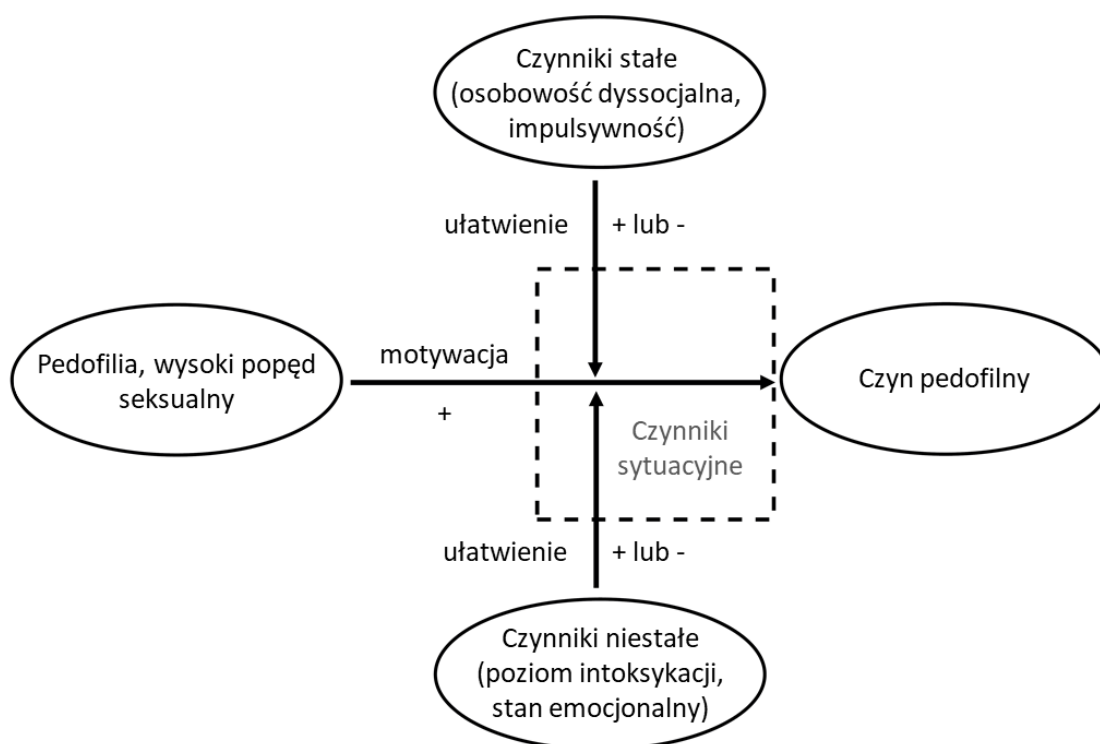 Czynniki stałe
(osobowość dyssocjalna,
impulsywność)
ułatwienie
+ lub -
Pedofilia, wysoki popęd
seksualny
motywacja
+
Czyn pedofilny
Czynniki
sytuacyjne
ułatwienie
+ lub -
Czynniki niestałe
(poziom intoksykacji,
stan emocjonalny)